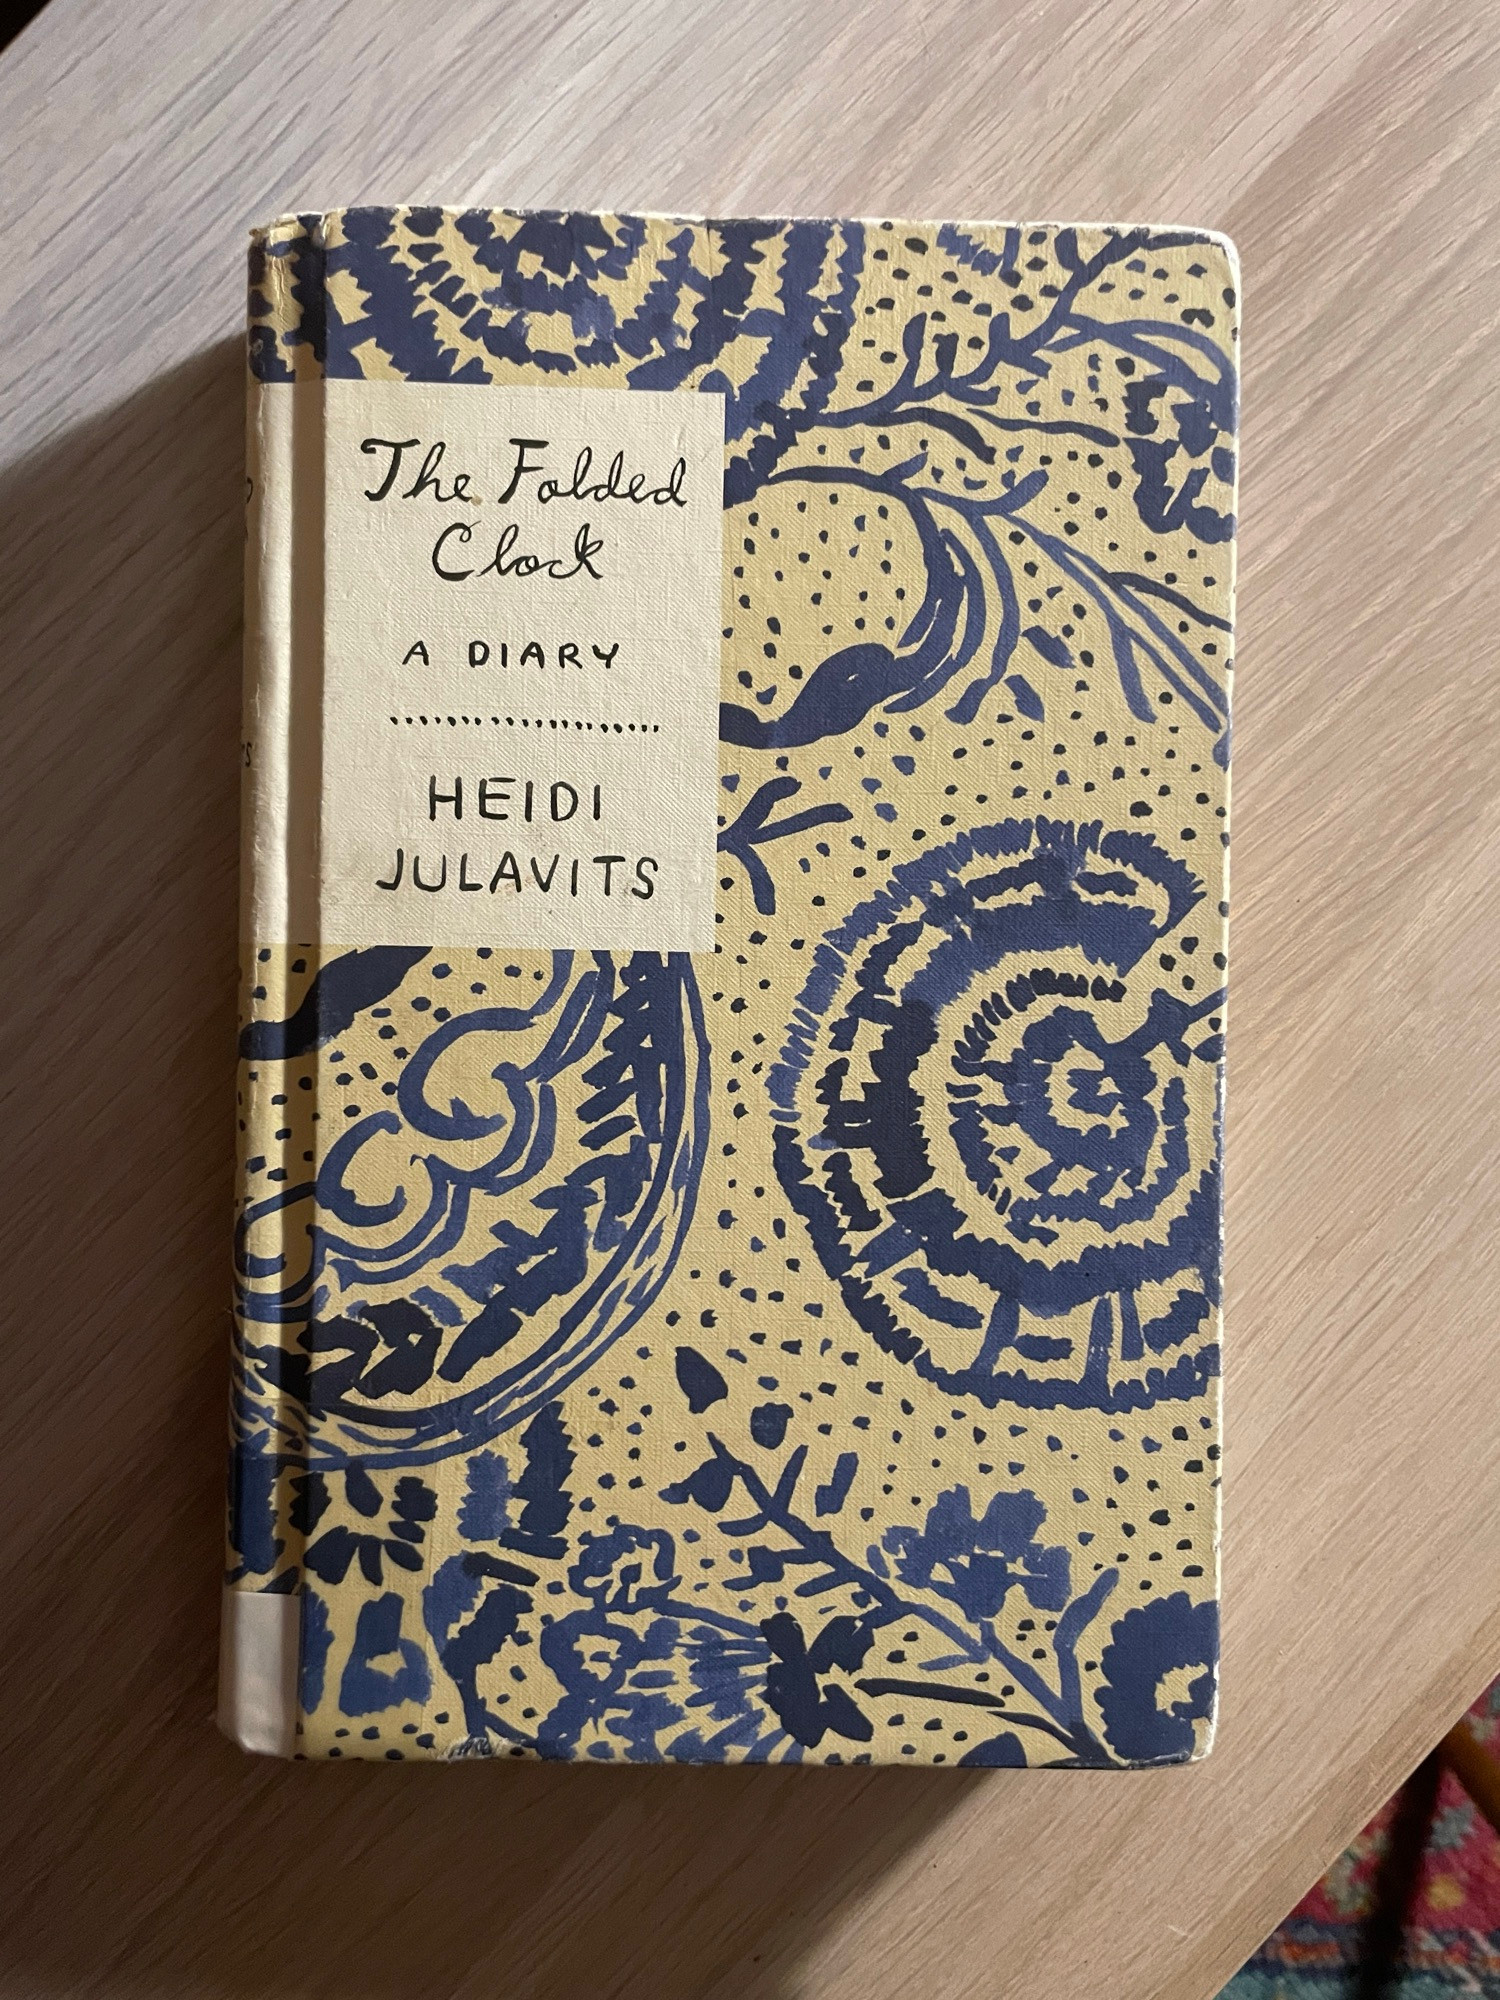 The Folded
Clock
A DIARY
HEIDI
JULAVITS